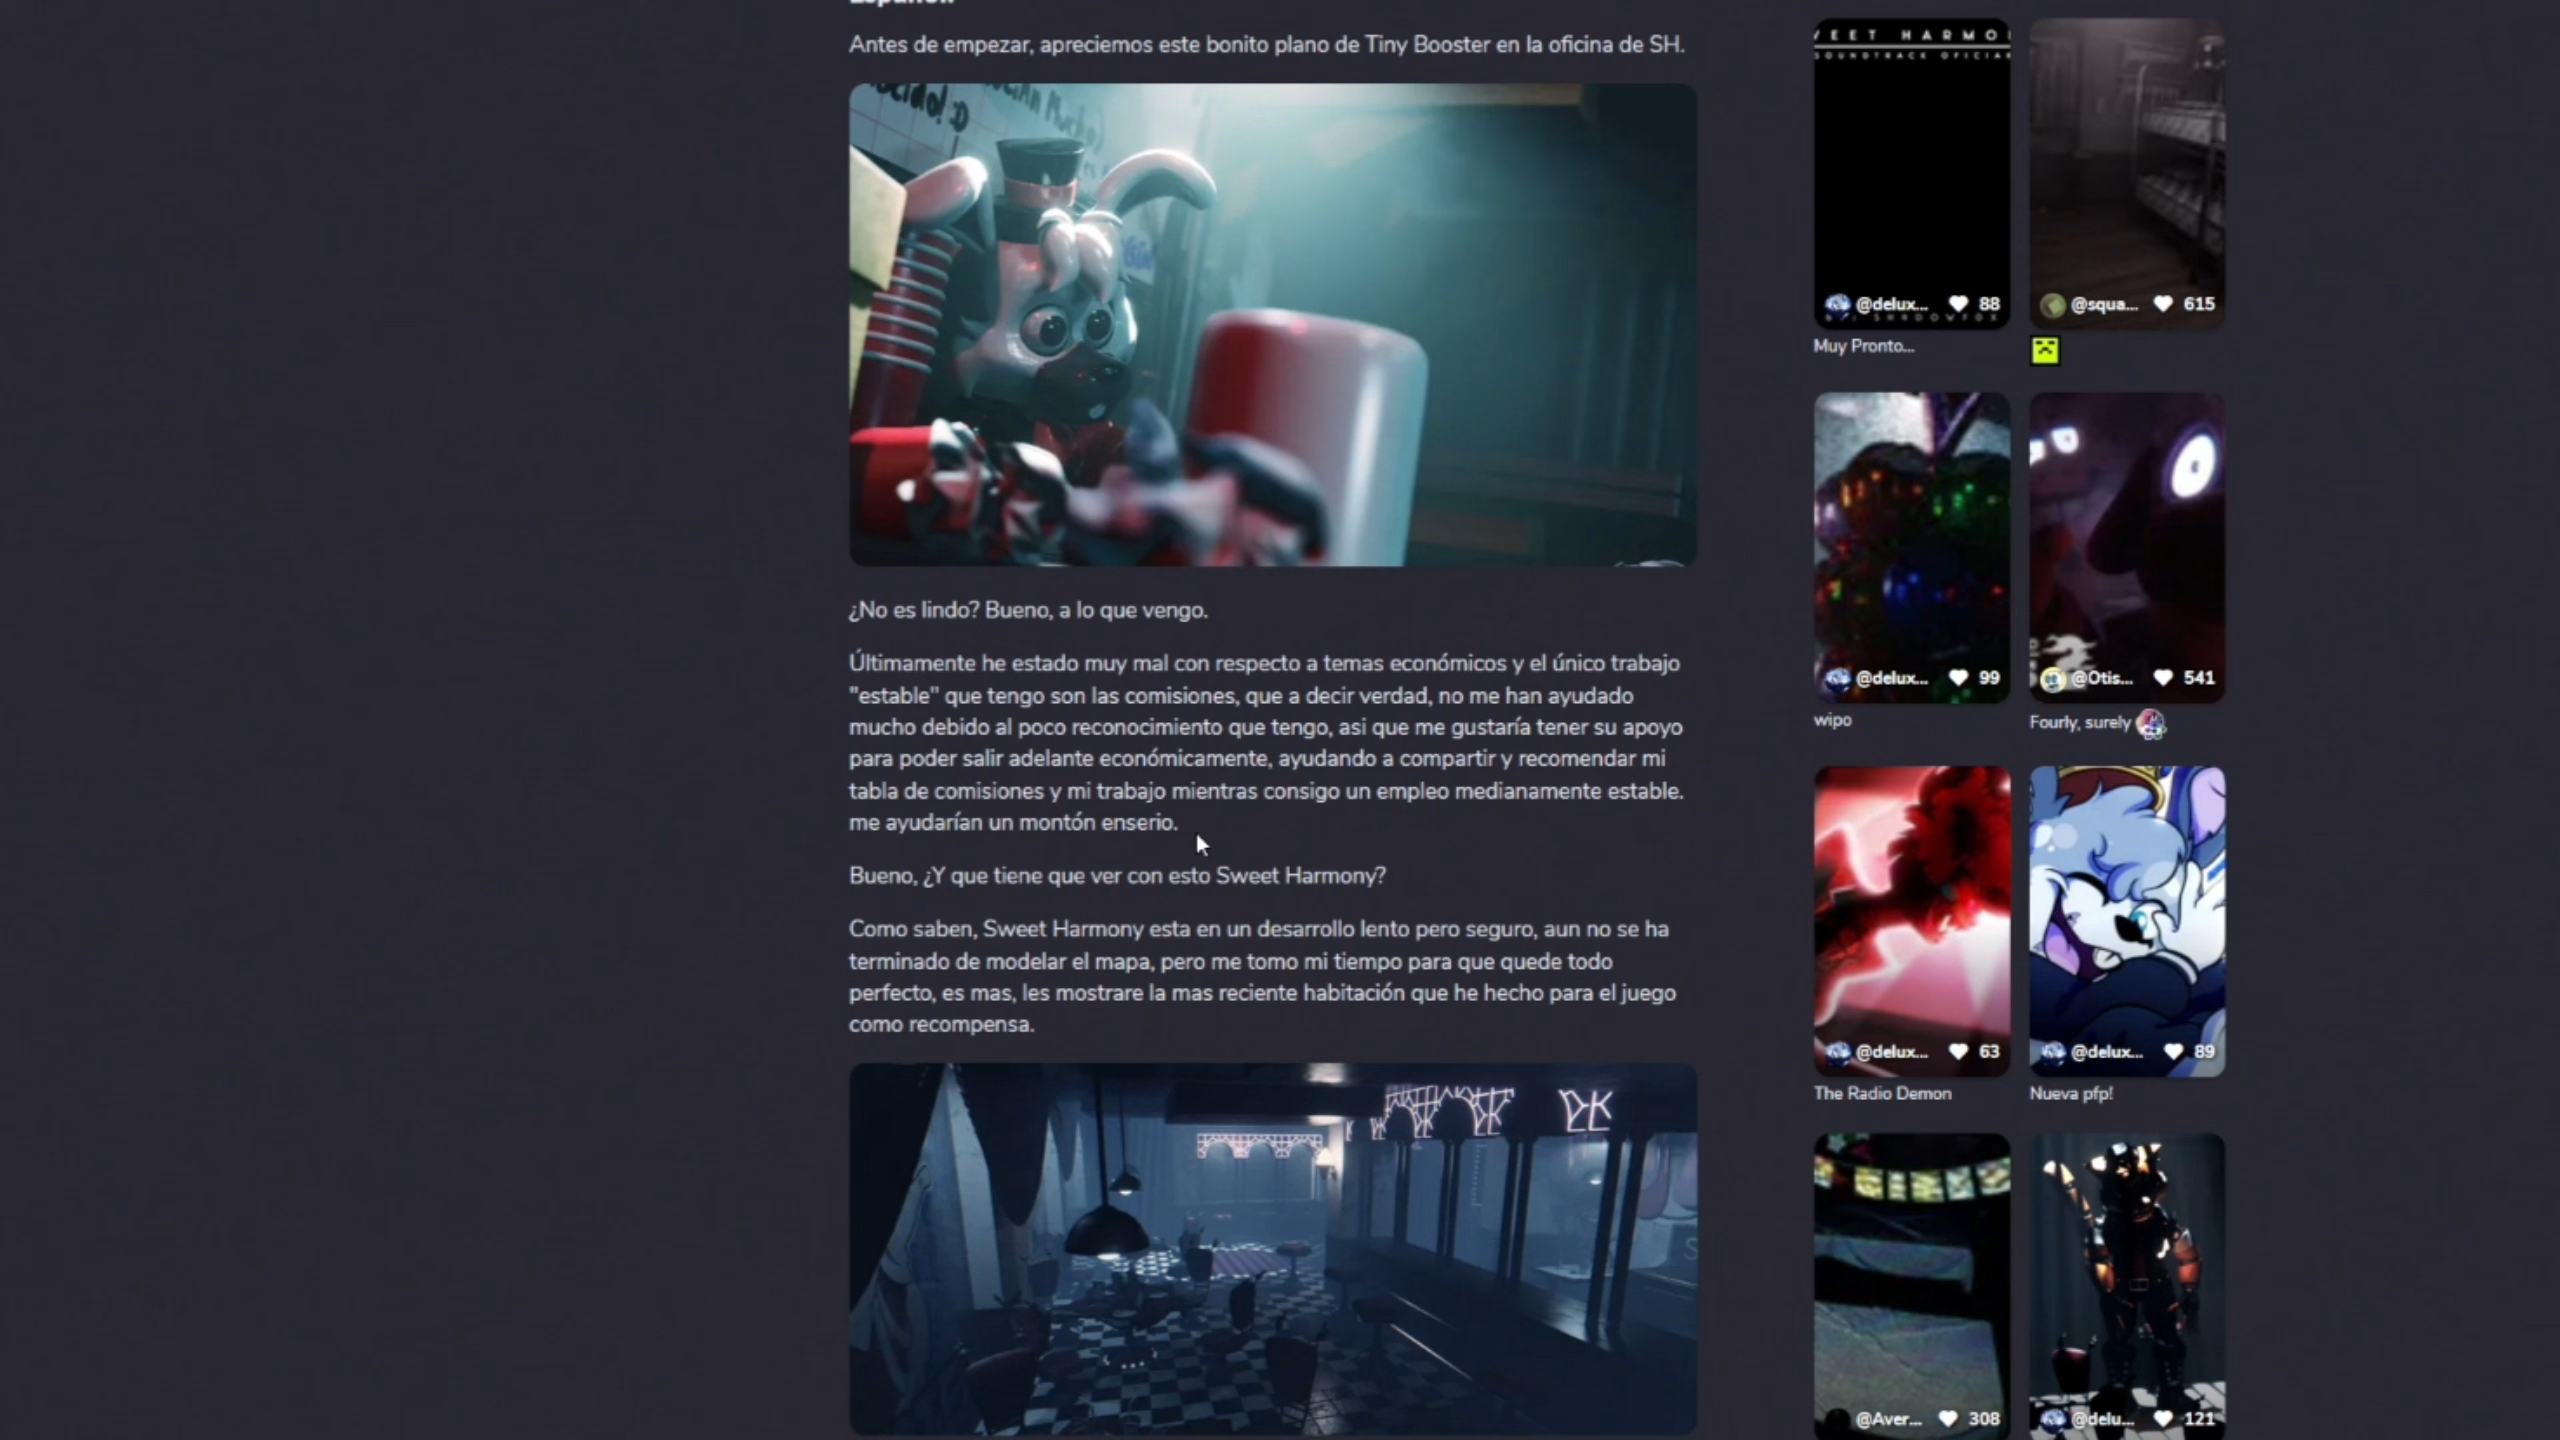 Español:
Antes de empezar, apreciemos este bonito plano de Tiny Booster en la oficina de SH.
¿No es lindo? Bueno, a lo que vengo.
Últimamente he estado muy mal con respecto a temas económicos y el único trabajo
"estable" que tengo son las comisiones, que a decir verdad, no me han ayudado
mucho debido al poco reconocimiento que tengo, asi que me gustaría tener su apoyo
para poder salir adelante económicamente, ayudando a compartir y recomendar mi
tabla de comisiones y mi trabajo mientras consigo un empleo medianamente estable.
me ayudarían un montón enserio.
Bueno, ¿Y que tiene que ver con esto Sweet Harmony?
Como saben, Sweet Harmony esta en un desarrollo lento pero seguro, aun no se ha
terminado de modelar el mapa, pero me tomo mi tiempo para que quede todo
perfecto, es mas, les mostrare la mas reciente habitación que he hecho para el juego
como recompensa.
WEET HARMO
SOUNDTRACK OFICIA
@delux... 88
@squa... 615
Muy Pronto...
@delux... 99
@Otis... 541
wipo
Fourly, surely
@delux... 63
@delux... 89
The Radio Demon
Nueva pfp!
@Aver... 308
@delu... 121